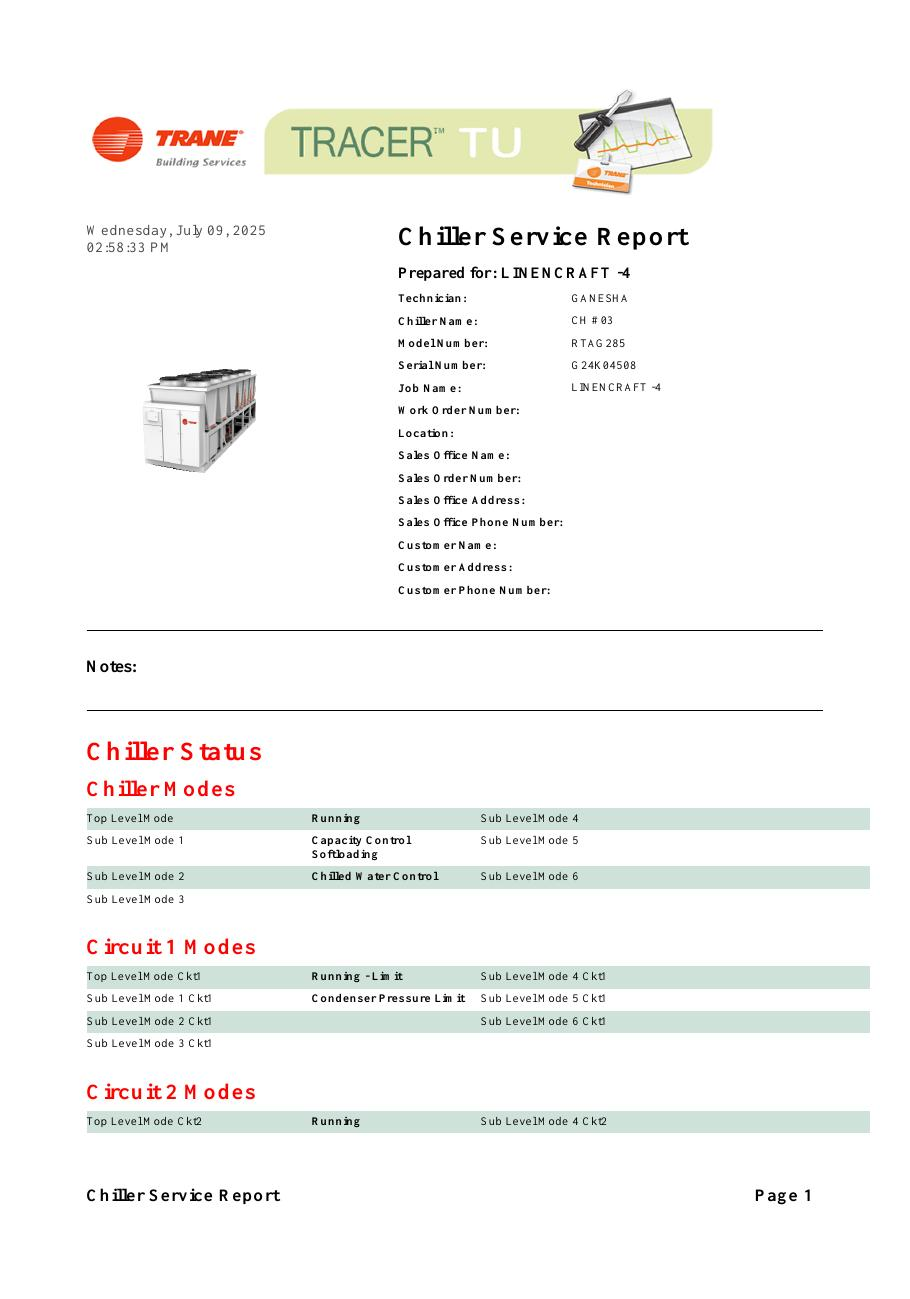 TRANE®
Building Services
TRACER™ TU
TRANE
Technician
Wednesday, July 09, 2025
02:58:33 PM
Chiller Service Report
Prepared for: LINENCRAFT -4
Technician: GANESHA
Chiller Name: CH # 03
Model Number: RTAG285
Serial Number: G24K04508
Job Name: LINENCRAFT -4
Work Order Number:
Location:
Sales Office Name:
Sales Order Number:
Sales Office Address:
Sales Office Phone Number:
Customer Name:
Customer Address:
Customer Phone Number:
Notes:
Chiller Status
Chiller Modes
Top Level Mode Running Sub Level Mode 4
Sub Level Mode 1 Capacity Control Sub Level Mode 5
Softloading
Sub Level Mode 2 Chilled Water Control Sub Level Mode 6
Sub Level Mode 3
Circuit 1 Modes
Top Level Mode Ckt1 Running - Limit Sub Level Mode 4 Ckt1
Sub Level Mode 1 Ckt1 Condenser Pressure Limit Sub Level Mode 5 Ckt1
Sub Level Mode 2 Ckt1 Sub Level Mode 6 Ckt1
Sub Level Mode 3 Ckt1
Circuit 2 Modes
Top Level Mode Ckt2 Running Sub Level Mode 4 Ckt2
Chiller Service Report Page 1